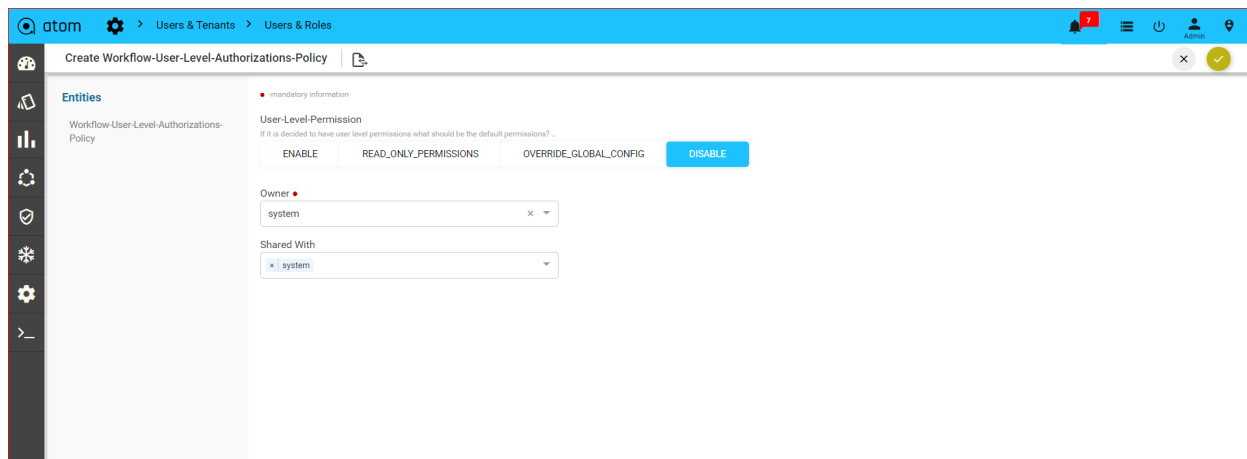 atom > Users & Tenants > Users & Roles 7 Admin
Create Workflow-User-Level-Authorizations-Policy
Entities
Workflow-User-Level-Authorizations-
Policy
-mandatory information
User-Level-Permission
If it is decided to have user level permissions what should be the default permissions? ...
ENABLE READ_ONLY_PERMISSIONS OVERRIDE_GLOBAL_CONFIG DISABLE
Owner
system
Shared With
× system